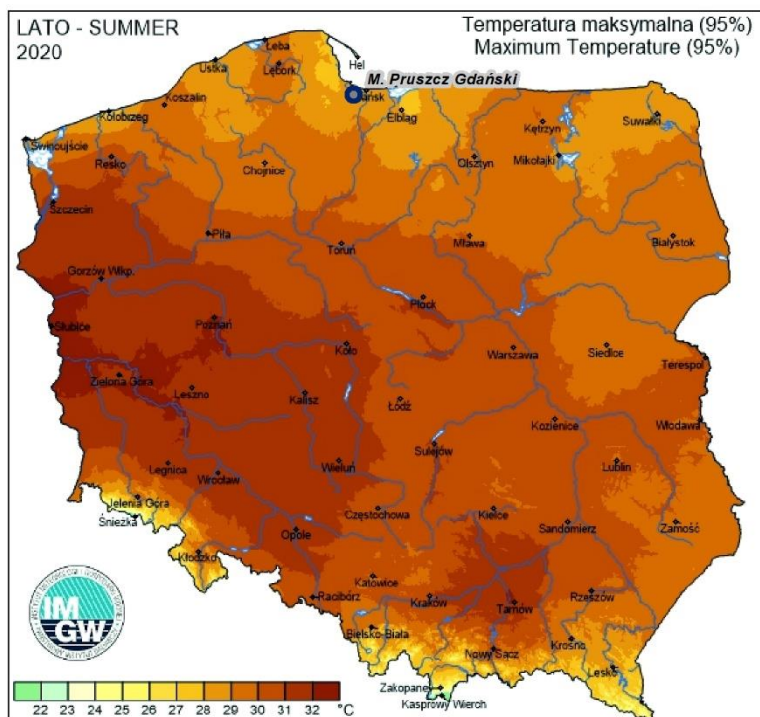 LATO - SUMMER
2020
Temperatura maksymalna (95%)
Maximum Temperature (95%)
Łeba
Hel
Ustka
Lębork
M. Pruszcz Gdański
Koszalin
Elbląg
Suwałki
Kołobrzeg
Kętrzyn
Świnoujście
Resko
Chojnice
Olsztyn
Mikołajki
Szczecin
Piła
Toruń
Mława
Białystok
Gorzów Wlkp.
Płock
Słubice
Poznań
Koło
Warszawa
Siedlce
Terespol
Zielona Góra
Leszno
Kalisz
Łódź
Kozienice
Włodawa
Sulejów
Legnica
Wrocław
Wieluń
Lublin
Jelenia Góra
Śnieżka
Częstochowa
Kielce
Sandomierz
Zamość
Opole
Kłodzko
Katowice
Racibórz
Kraków
Tarnów
Rzeszów
Bielsko-Biała
Nowy Sącz
Krosno
Lesko
Zakopane
Kasprowy Wierch
IM
GW
22 23 24 25 26 27 28 29 30 31 32 °C